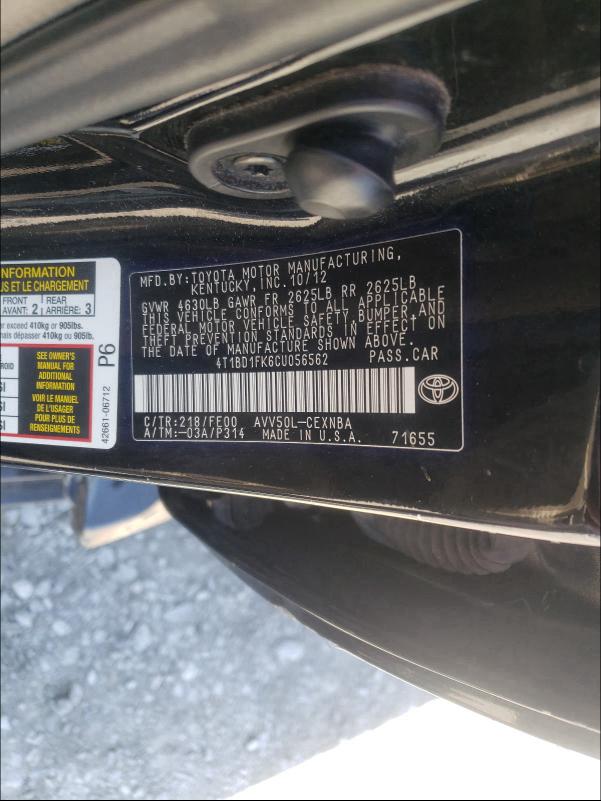 INFORMATION
US ET LE CHARGEMENT
FRONT
AVANT: 2
REAR
ARRIÈRE: 3
er exceed 410kg or 905lbs.
mais dépasser 410kg ou 905lbs.
SEE OWNER'S
MANUAL FOR
ADDITIONAL
INFORMATION
VOIR LE MANUEL
DE L'USAGER
POUR PLUS DE
RENSEIGNEMENTS
P6
42661-06712
MFD.BY:TOYOTA MOTOR MANUFACTURING,
KENTUCKY, INC. 10/12
GVWR 4630LB GAWR FR 2625LB RR 2625LB
THIS VEHICLE CONFORMS TO ALL APPLICABLE
FEDERAL MOTOR VEHICLE SAFETY, BUMPER, AND
THEFT PREVENTION STANDARDS IN EFFECT ON
THE DATE OF MANUFACTURE SHOWN ABOVE.
4T1BD1FK6CU056562 PASS.CAR
C/TR:218/FE00 AVV50L-CEXNBA
A/TM:-03A/P314 MADE IN U.S.A. 71655